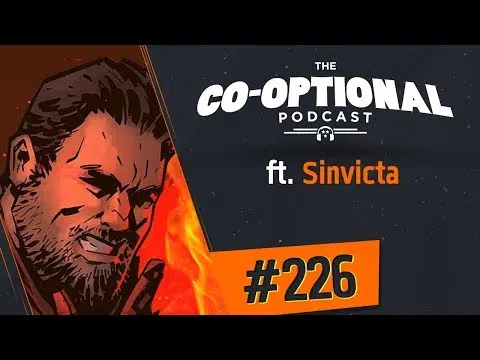 THE
CO-OPTIONAL
PODCAST
ft. Sinvicta
#226